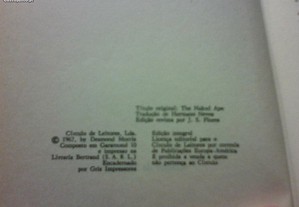 Título original: The Naked Ape
Tradução de Hermano Neves
Edição revista por J. S. Pinona
Círculo de Leitores, Lda.
© 1967, by Desmond Morris
Composto em Garamond 10
e impresso na
Livraria Bertrand (S. A. R. L.)
Encadernado
por Gris Impressores
Edição integral
Licença editorial para o
Círculo de Leitores por cortesia
de Publicações Europa-América
É proibida a venda a quem
não pertença ao Círculo